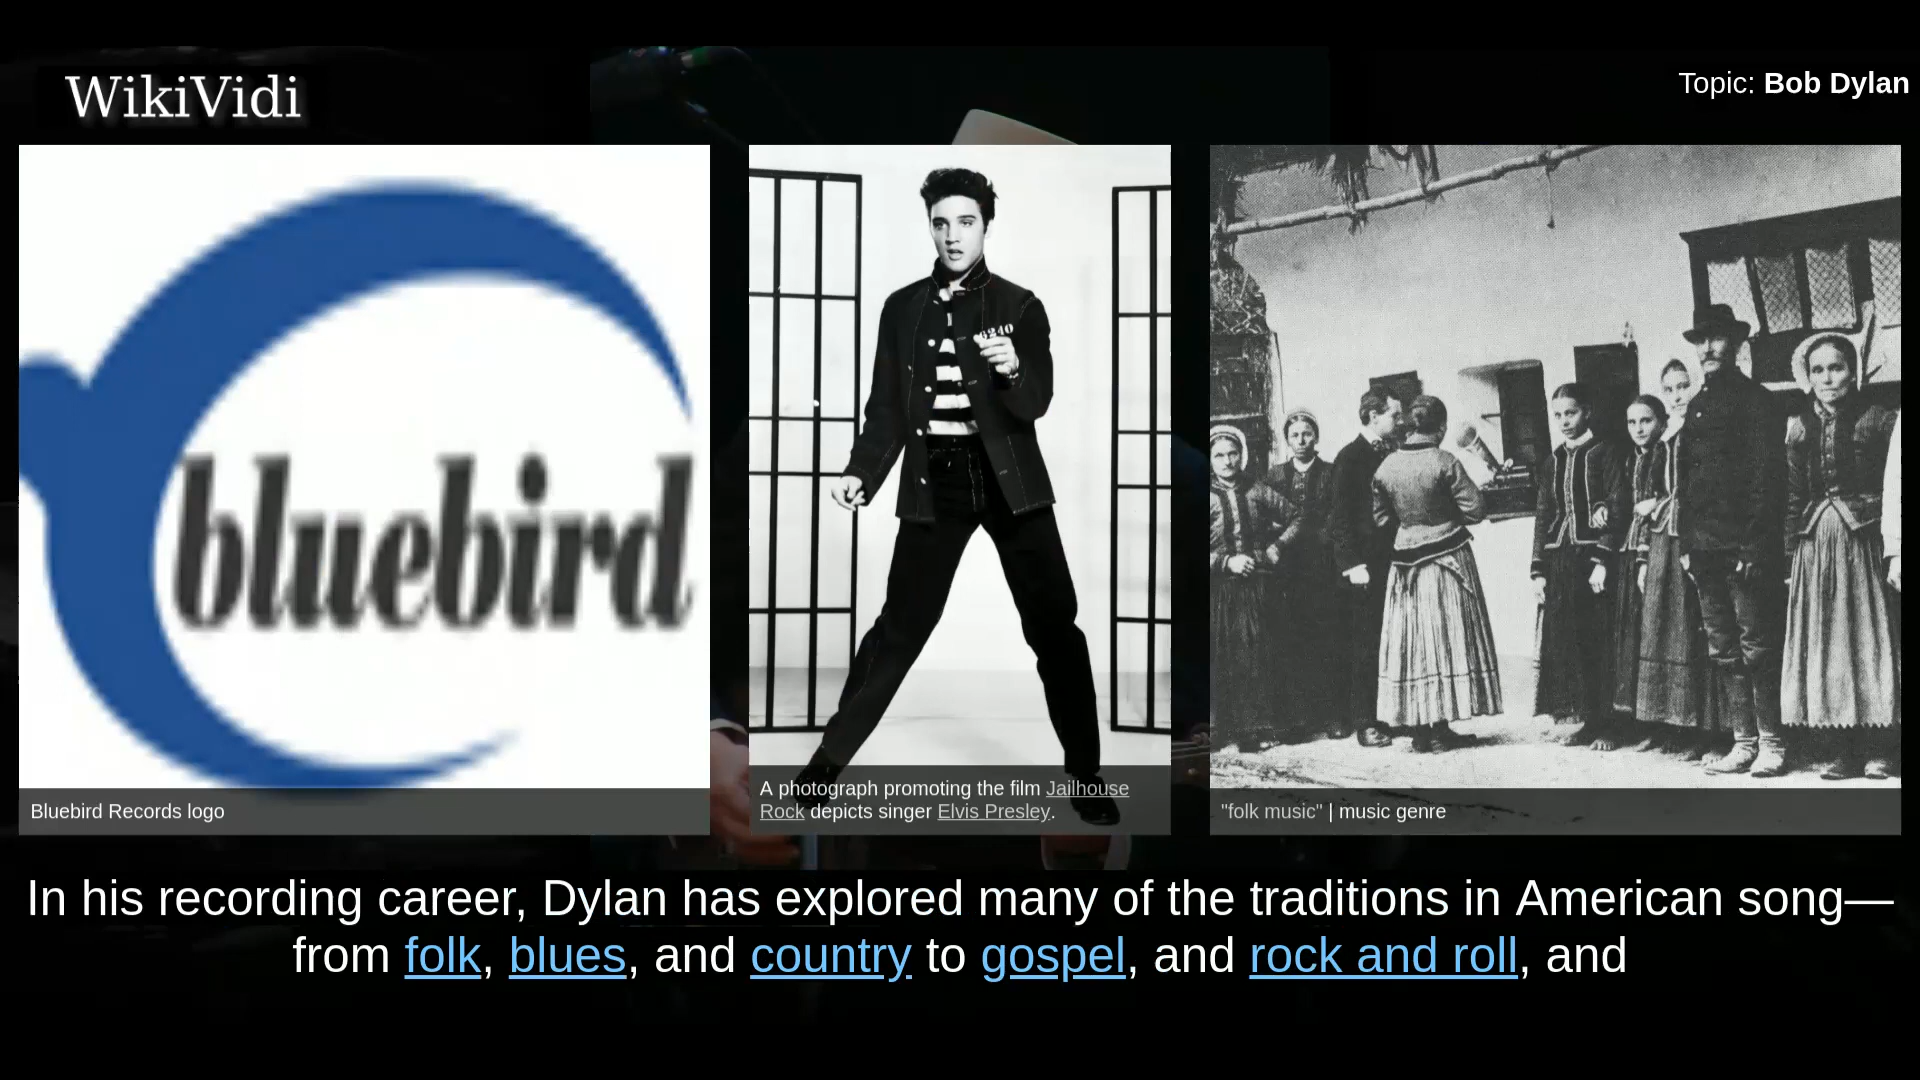 WikiVidi
Topic: Bob Dylan
bluebird
6240
Bluebird Records logo
A photograph promoting the film Jailhouse
Rock depicts singer Elvis Presley.
"folk music" | music genre
In his recording career, Dylan has explored many of the traditions in American song—
from folk, blues, and country to gospel, and rock and roll, and